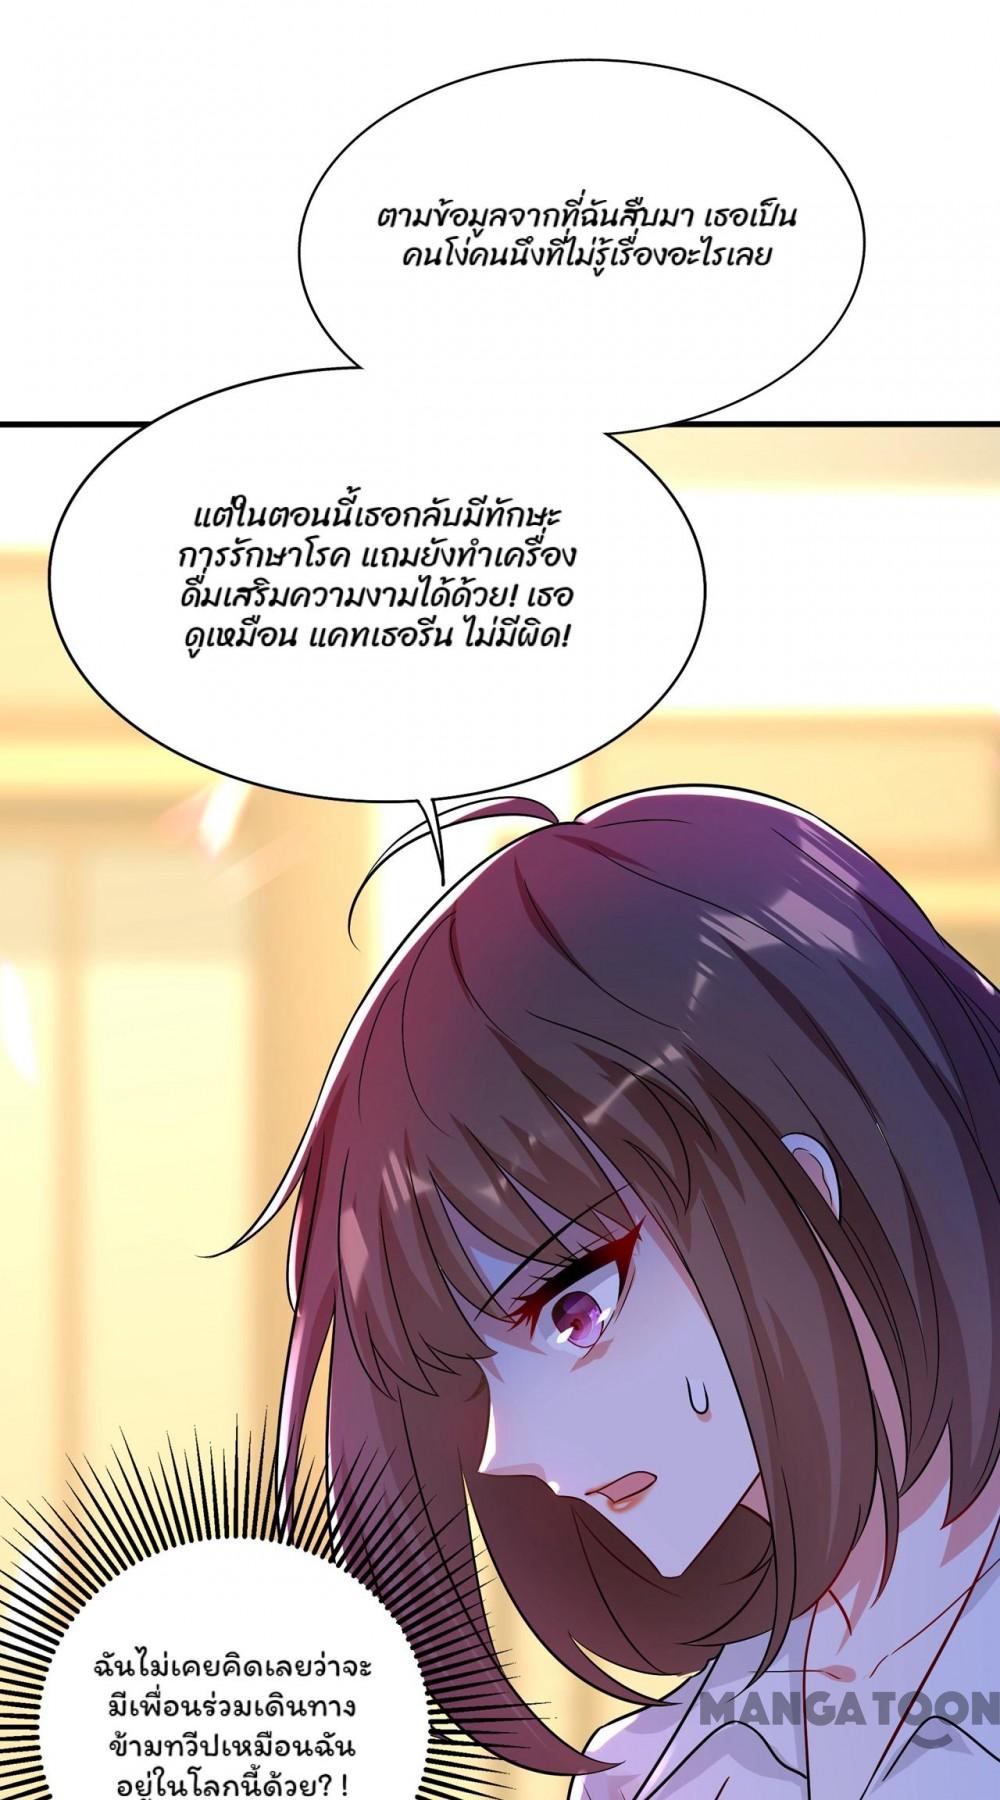 ตามข้อมูลจากที่ฉันสืบมา เธอเป็น
คนโง่คนนึงที่ไม่รู้เรื่องอะไรเลย
แต่ในตอนนี้เธอกลับมีทักษะ
การรักษาโรค แถมยังทำเครื่อง
ดื่มเสริมความงามได้ด้วย! เธอ
ดูเหมือน แคทเธอรีน ไม่มีผิด!
ฉันไม่เคยคิดเลยว่าจะ
มีเพื่อนร่วมเดินทาง
ข้ามทวีปเหมือนฉัน
อยู่ในโลกนี้ด้วย?!
MANGATOON